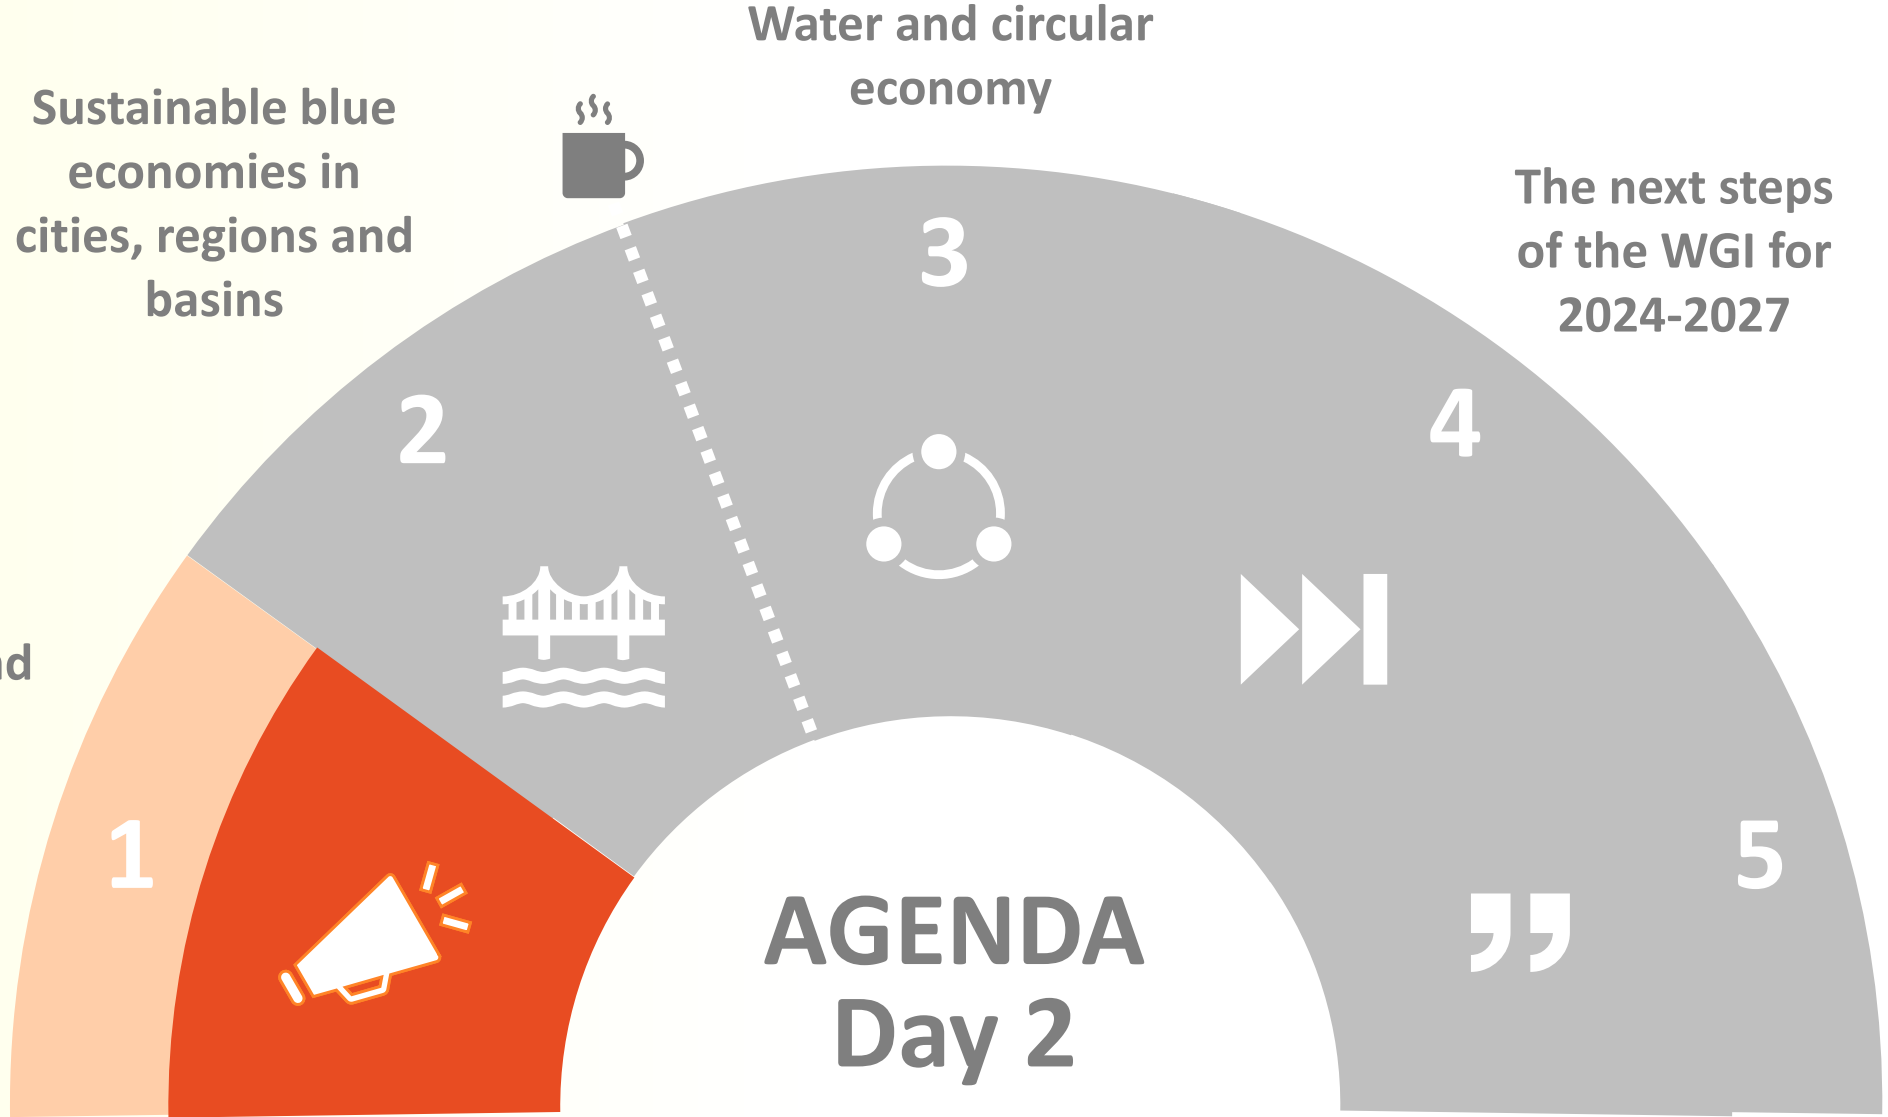 Water and circular
economy
Sustainable blue
economies in
cities, regions and
basins
The next steps
of the WGI for
2024-2027
3
2
4
1
5
AGENDA
Day 2